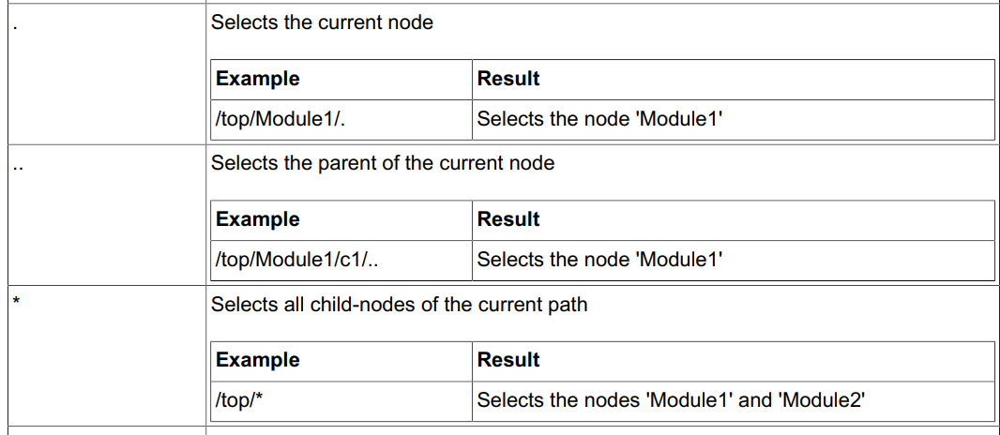 . Selects the current node
Example Result
/top/Module1/. Selects the node 'Module1'
.. Selects the parent of the current node
Example Result
/top/Module1/c1/.. Selects the node 'Module1'
* Selects all child-nodes of the current path
Example Result
/top/* Selects the nodes 'Module1' and 'Module2'